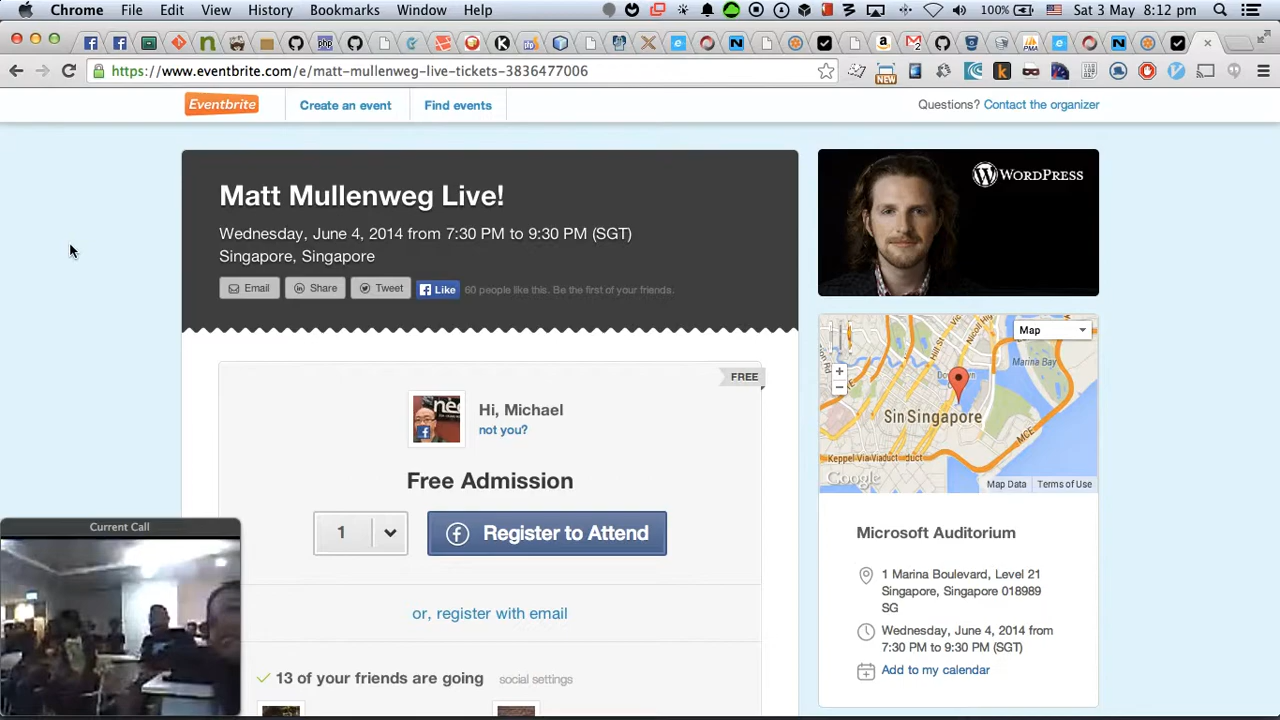 Chrome File Edit View History Bookmarks Window Help 100% Sat 3 May 8:12 pm
https://www.eventbrite.com/e/matt-mullenweg-live-tickets-3836477006
NEW
Eventbrite Create an event Find events Questions? Contact the organizer
Matt Mullenweg Live!
Wednesday, June 4, 2014 from 7:30 PM to 9:30 PM (SGT)
Singapore, Singapore
Email Share Tweet Like 60 people like this. Be the first of your friends.
WORDPRESS
FREE
Hi, Michael
not you?
Free Admission
1 Register to Attend
or, register with email
13 of your friends are going social settings
Current Call
Map
Marina Bay
SinSingapore
MCE
Keppel Viaduct
Google Map Data Terms of Use
Microsoft Auditorium
1 Marina Boulevard, Level 21
Singapore, Singapore 018989
SG
Wednesday, June 4, 2014 from
7:30 PM to 9:30 PM (SGT)
Add to my calendar